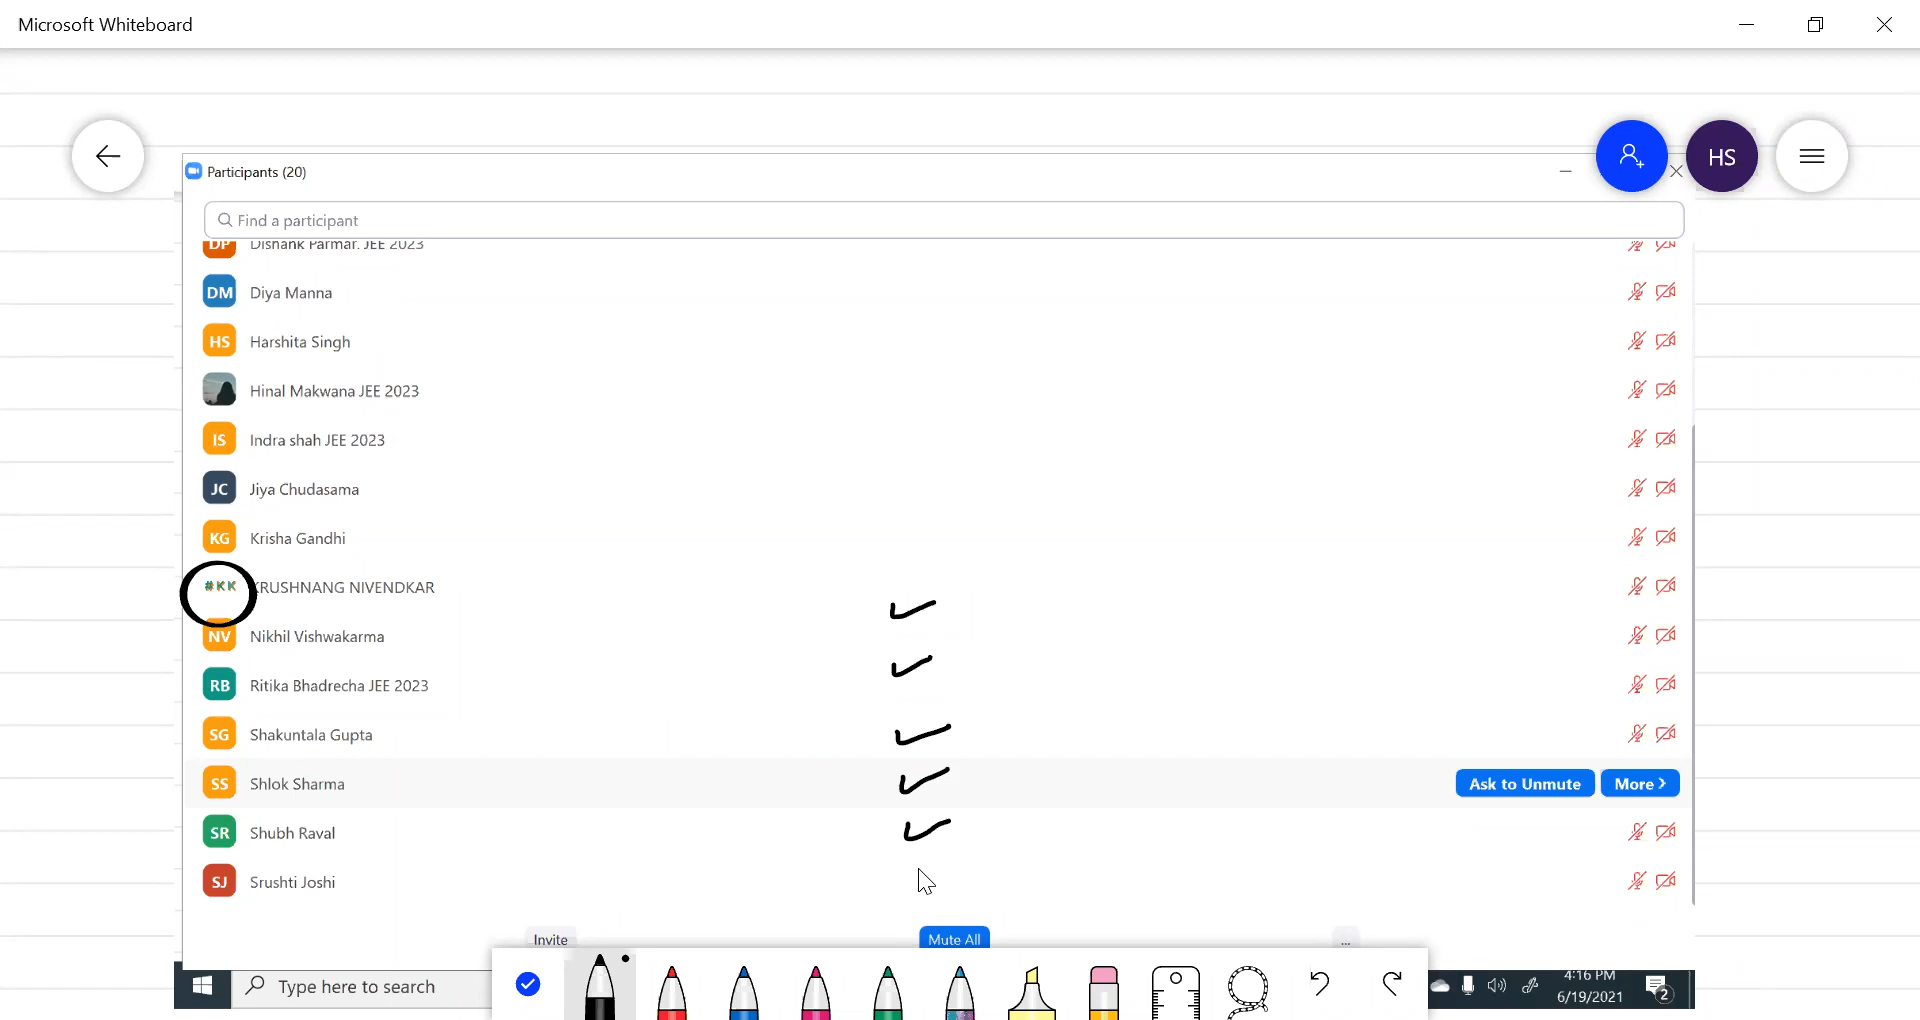 Microsoft Whiteboard
HS
Participants (20)
Find a participant
DP Dishank Parmar. JEE 2023
DM Diya Manna
HS Harshita Singh
Hinal Makwana JEE 2023
IS Indra shah JEE 2023
JC Jiya Chudasama
KG Krisha Gandhi
#KK KRUSHNANG NIVENDKAR
NV Nikhil Vishwakarma
RB Ritika Bhadrecha JEE 2023
SG Shakuntala Gupta
SS Shlok Sharma Ask to Unmute More >
SR Shubh Raval
SJ Srushti Joshi
Invite Mute All ...
Type here to search
4:16 PM
6/19/2021
2